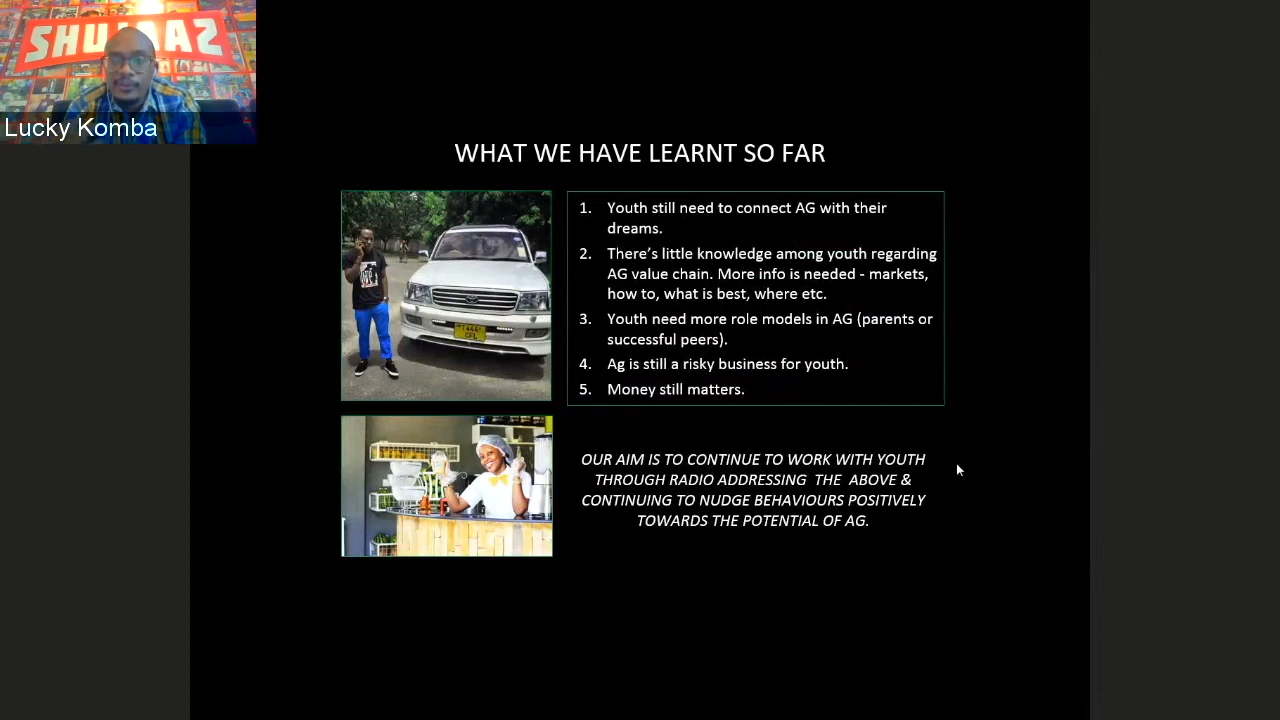 SHUJAAZ
Lucky Komba
WHAT WE HAVE LEARNT SO FAR
1. Youth still need to connect AG with their
dreams.
2. There's little knowledge among youth regarding
AG value chain. More info is needed - markets,
how to, what is best, where etc.
3. Youth need more role models in AG (parents or
successful peers).
4. Ag is still a risky business for youth.
5. Money still matters.
OUR AIM IS TO CONTINUE TO WORK WITH YOUTH
THROUGH RADIO ADDRESSING THE ABOVE &
CONTINUING TO NUDGE BEHAVIOURS POSITIVELY
TOWARDS THE POTENTIAL OF AG.